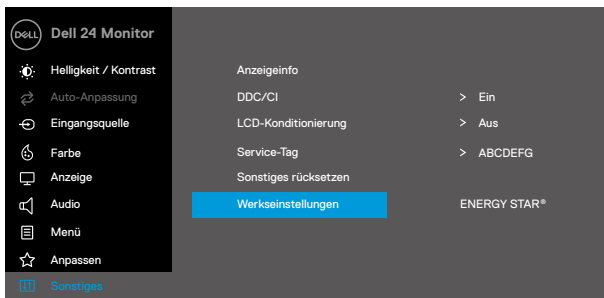 DELL Dell 24 Monitor
Helligkeit / Kontrast Anzeigeinfo
Auto-Anpassung DDC/CI > Ein
Eingangsquelle LCD-Konditionierung > Aus
Farbe Service-Tag > ABCDEFG
Anzeige Sonstiges rücksetzen
Audio Werkseinstellungen ENERGY STAR®
Menü
Anpassen
Sonstiges